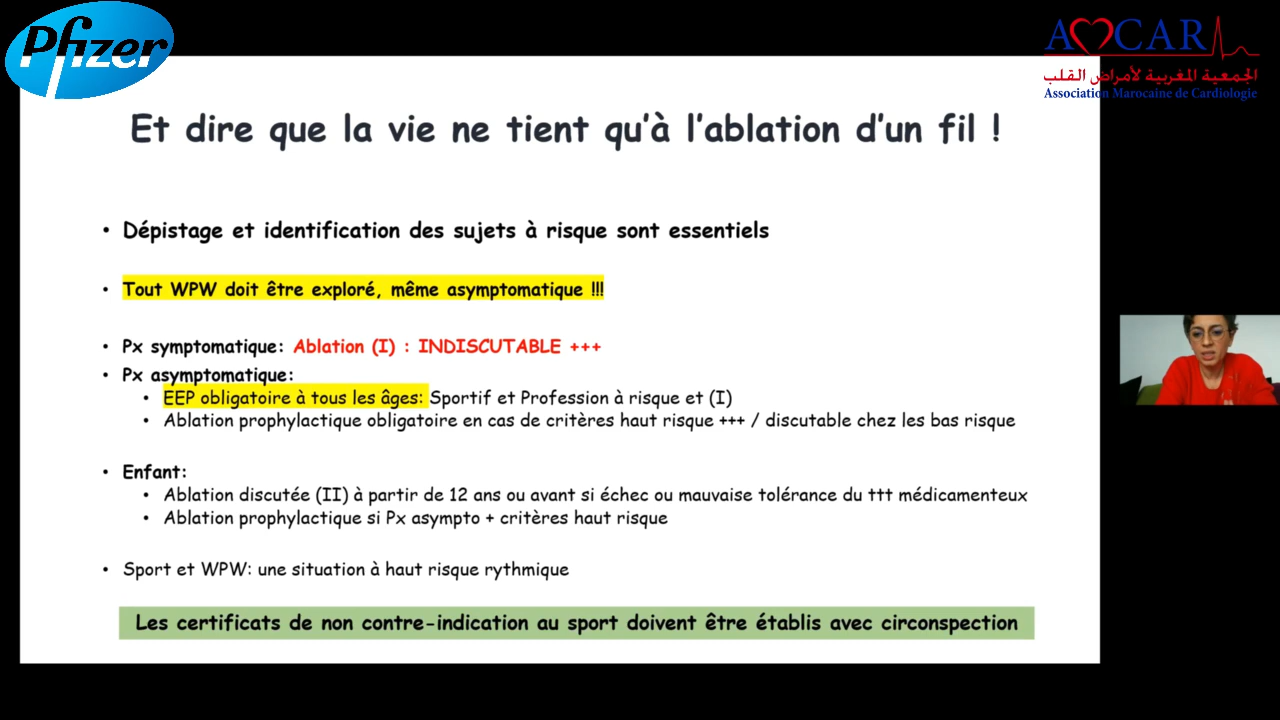 Pfizer
AMCAR
الجمعية المغربية لأمراض القلب
Association Marocaine de Cardiologie
Et dire que la vie ne tient qu'à l'ablation d'un fil !
• Dépistage et identification des sujets à risque sont essentiels
• Tout WPW doit être exploré, même asymptomatique !!!
• Px symptomatique: Ablation (I) : INDISCUTABLE +++
• Px asymptomatique:
• EEP obligatoire à tous les âges: Sportif et Profession à risque et (I)
• Ablation prophylactique obligatoire en cas de critères haut risque +++ / discutable chez les bas risque
• Enfant:
• Ablation discutée (II) à partir de 12 ans ou avant si échec ou mauvaise tolérance du ttt médicamenteux
• Ablation prophylactique si Px asympto + critères haut risque
• Sport et WPW: une situation à haut risque rythmique
Les certificats de non contre-indication au sport doivent être établis avec circonspection